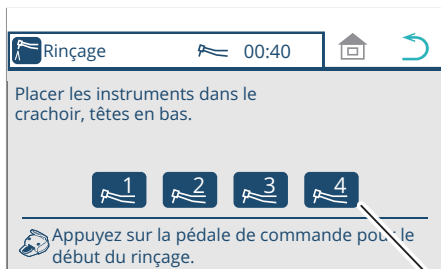 Rinçage 00:40
Placer les instruments dans le
crachoir, têtes en bas.
1 2 3 4
Appuyez sur la pédale de commande pour le
début du rinçage.